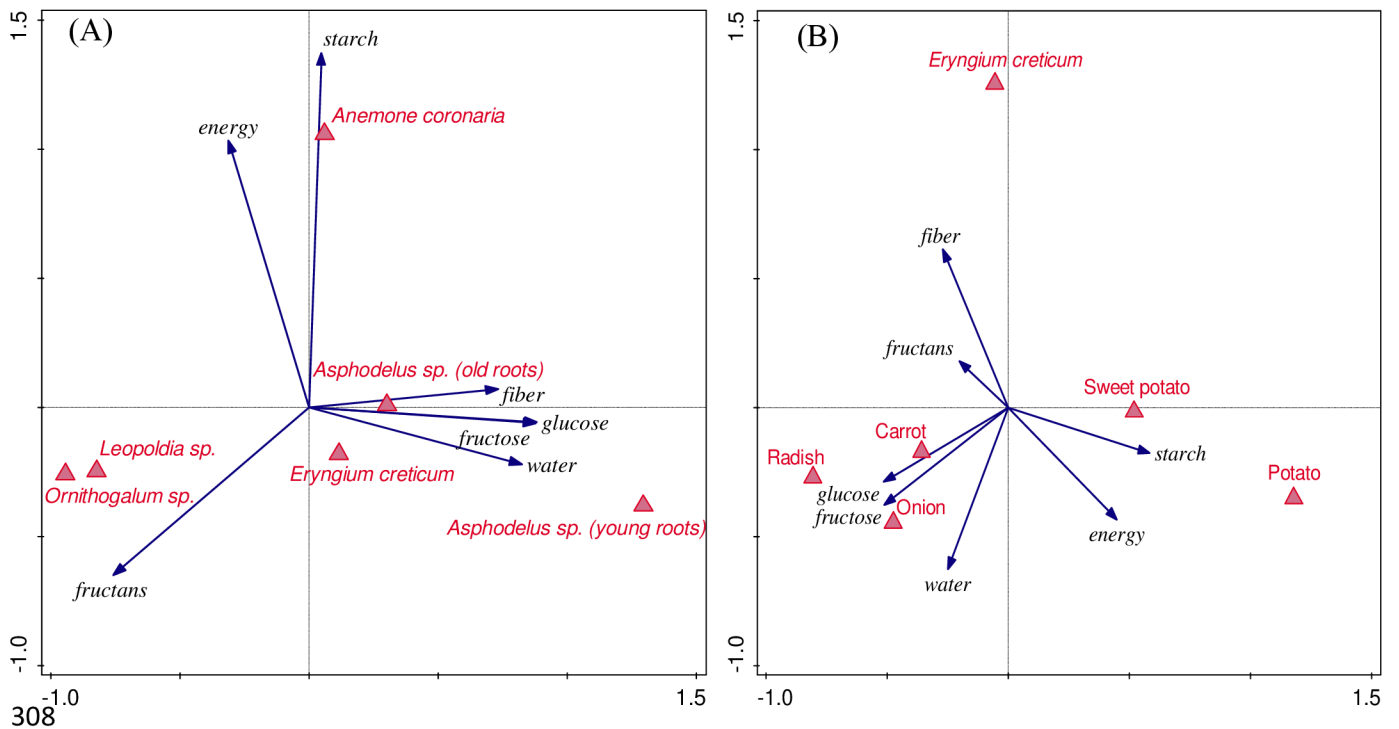 (A)
1.5
starch
Anemone coronaria
energy
Asphodelus sp. (old roots)
fiber
glucose
fructose
water
Eryngium creticum
Leopoldia sp.
Ornithogalum sp.
Asphodelus sp. (young roots)
fructans
-1.0
-1.0
1.5
308
(B)
1.5
Eryngium creticum
fiber
fructans
Sweet potato
Carrot
starch
Radish
Potato
glucose
Onion
fructose
energy
water
-1.0
-1.0
1.5